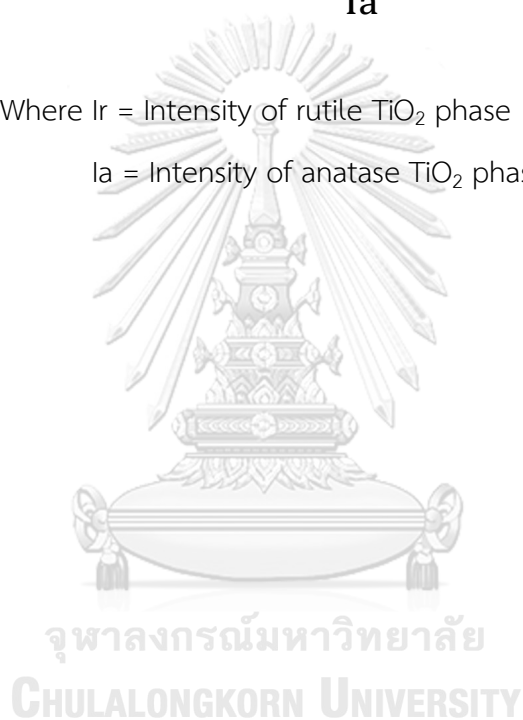 Ia
Where Ir = Intensity of rutile TiO₂ phase
Ia = Intensity of anatase TiO₂ phas
จุฬาลงกรณ์มหาวิทยาลัย
CHULALONGKORN UNIVERSITY